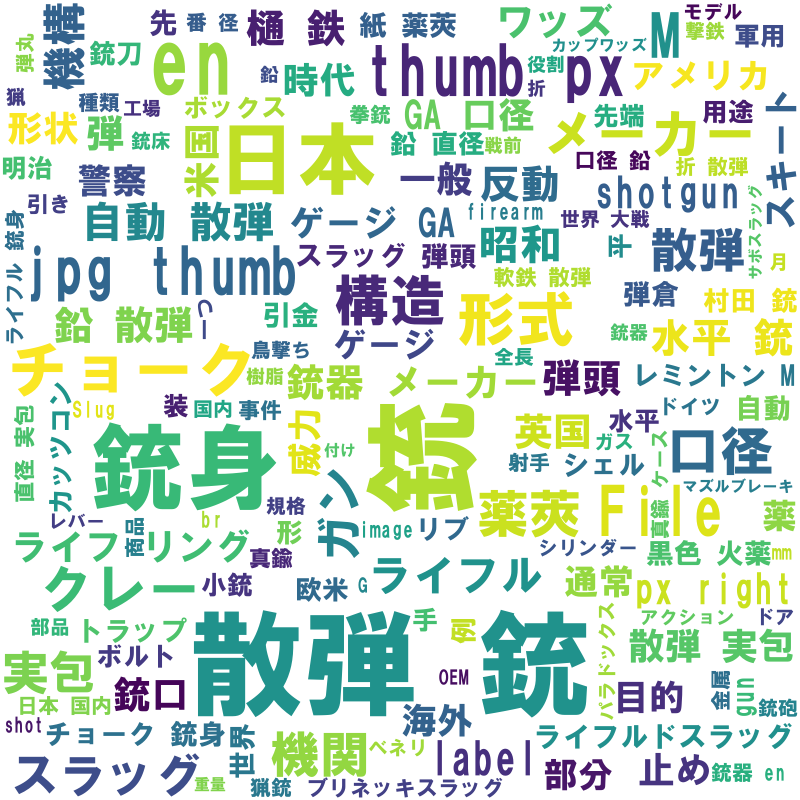 先 番 径
樋 鉄
紙 薬莢
ワッズ
モデル
撃鉄
軍用
弾丸
機構
銃刀
en
鉛
時代
thumb px
カップワッズ
役割
折
M
アメリカ
猟
種類
工場
ボックス
拳銃
GA 口径
先端
用途
形状
弾
銃床
米国
日本
鉛 直径
戦前
メーカー
口径 鉛
折 散弾
スキート
明治
警察
一般
反動
shotgun
引き
自動 散弾
ゲージ GA
firearm
世界 大戦
サボスラッグ
ライフル 銃身
jpg thumb
スラッグ 弾頭
昭和
平
散弾
月
軟鉄 散弾
構造
形式
弾倉
村田 銃
鉛 散弾
一つ
引金
ゲージ
銃器
水平 銃
チョーク
鳥撃ち
全長
樹脂
銃器
メーカー
弾頭
レミントン M
直径 実包
Slug
ガッツコン
装
国内
事件
威力
銃
英国
水平
ドイツ
自動
銃身
付け
ガス
口径
射手
シェル
ケース
マズルブレーキ
レバー
商品
br
規格
ガン
薬莢
File
真鍮
薬
形
image
リブ
ライフリング
真鍮
シリンダー
黒色 火薬
mm
クレー
小銃
欧米
G
ライフル
通常
px right
部品
トラップ
散弾 銃
手
例
パラドックス
アクション
ドア
散弾 実包
実包
ボルト
日本 国内
銃口
OEM
目的
金属
gun
銃砲
shot
チョーク 銃身
世界
機関
海外
ベネリ
label
ライフルドスラッグ
スラッグ
重量
猟銃
ブリネッキスラッグ
部分
止め
銃器 en